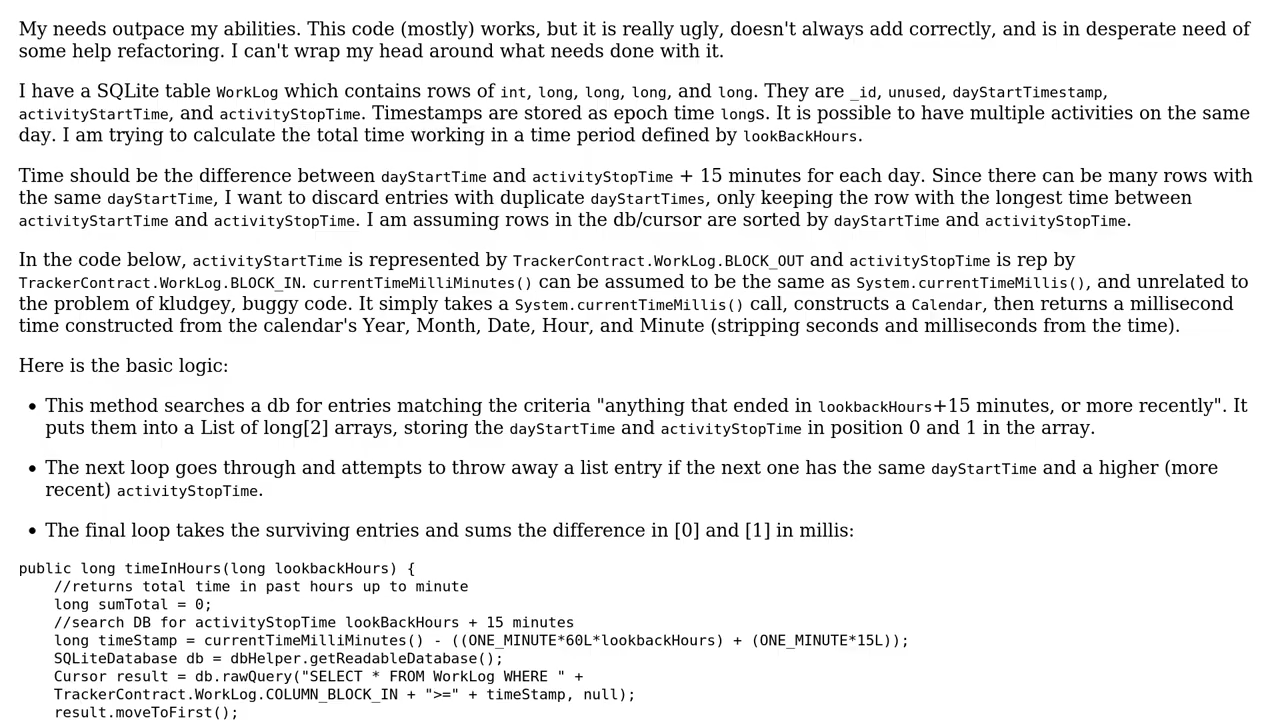 My needs outpace my abilities. This code (mostly) works, but it is really ugly, doesn't always add correctly, and is in desperate need of
some help refactoring. I can't wrap my head around what needs done with it.
I have a SQLite table WorkLog which contains rows of int, long, long, long, and long. They are _id, unused, dayStartTimestamp,
activityStartTime, and activityStopTime. Timestamps are stored as epoch time longs. It is possible to have multiple activities on the same
day. I am trying to calculate the total time working in a time period defined by lookBackHours.
Time should be the difference between dayStartTime and activityStopTime + 15 minutes for each day. Since there can be many rows with
the same dayStartTime, I want to discard entries with duplicate dayStartTimes, only keeping the row with the longest time between
activityStartTime and activityStopTime. I am assuming rows in the db/cursor are sorted by dayStartTime and activityStopTime.
In the code below, activityStartTime is represented by TrackerContract.WorkLog.BLOCK_OUT and activityStopTime is rep by
TrackerContract.WorkLog.BLOCK_IN. currentTimeMilliMinutes() can be assumed to be the same as System.currentTimeMillis(), and unrelated to
the problem of kludgey, buggy code. It simply takes a System.currentTimeMillis() call, constructs a Calendar, then returns a millisecond
time constructed from the calendar's Year, Month, Date, Hour, and Minute (stripping seconds and milliseconds from the time).
Here is the basic logic:
• This method searches a db for entries matching the criteria "anything that ended in lookbackHours+15 minutes, or more recently". It
puts them into a List of long[2] arrays, storing the dayStartTime and activityStopTime in position 0 and 1 in the array.
• The next loop goes through and attempts to throw away a list entry if the next one has the same dayStartTime and a higher (more
recent) activityStopTime.
• The final loop takes the surviving entries and sums the difference in [0] and [1] in millis:
public long timeInHours(long lookbackHours) {
    //returns total time in past hours up to minute
    long sumTotal = 0;
    //search DB for activityStopTime lookBackHours + 15 minutes
    long timeStamp = currentTimeMilliMinutes() - ((ONE_MINUTE*60L*lookbackHours) + (ONE_MINUTE*15L));
    SQLiteDatabase db = dbHelper.getReadableDatabase();
    Cursor result = db.rawQuery("SELECT * FROM WorkLog WHERE " +
    TrackerContract.WorkLog.COLUMN_BLOCK_IN + ">=" + timeStamp, null);
    result.moveToFirst();